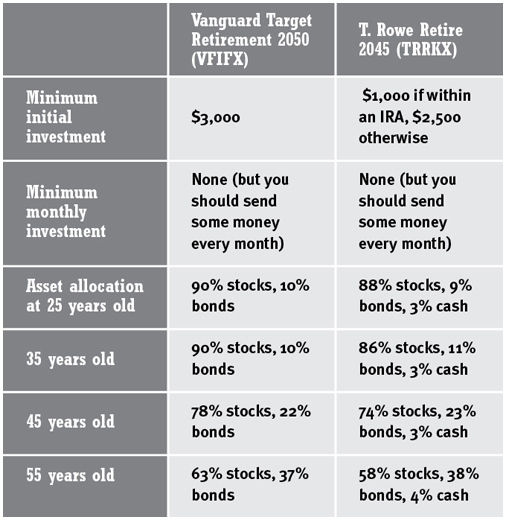 Vanguard Target
Retirement 2050
(VFIFX)
T. Rowe Retire
2045 (TRRKX)
Minimum
initial
investment
$3,000
$1,000 if within
an IRA, $2,500
otherwise
Minimum
monthly
investment
None (but you
should send
some money
every month)
None (but you
should send
some money
every month)
Asset allocation
at 25 years old
90% stocks, 10%
bonds
88% stocks, 9%
bonds, 3% cash
35 years old
90% stocks, 10%
bonds
86% stocks, 11%
bonds, 3% cash
45 years old
78% stocks, 22%
bonds
74% stocks, 23%
bonds, 3% cash
55 years old
63% stocks, 37%
bonds
58% stocks, 38%
bonds, 4% cash